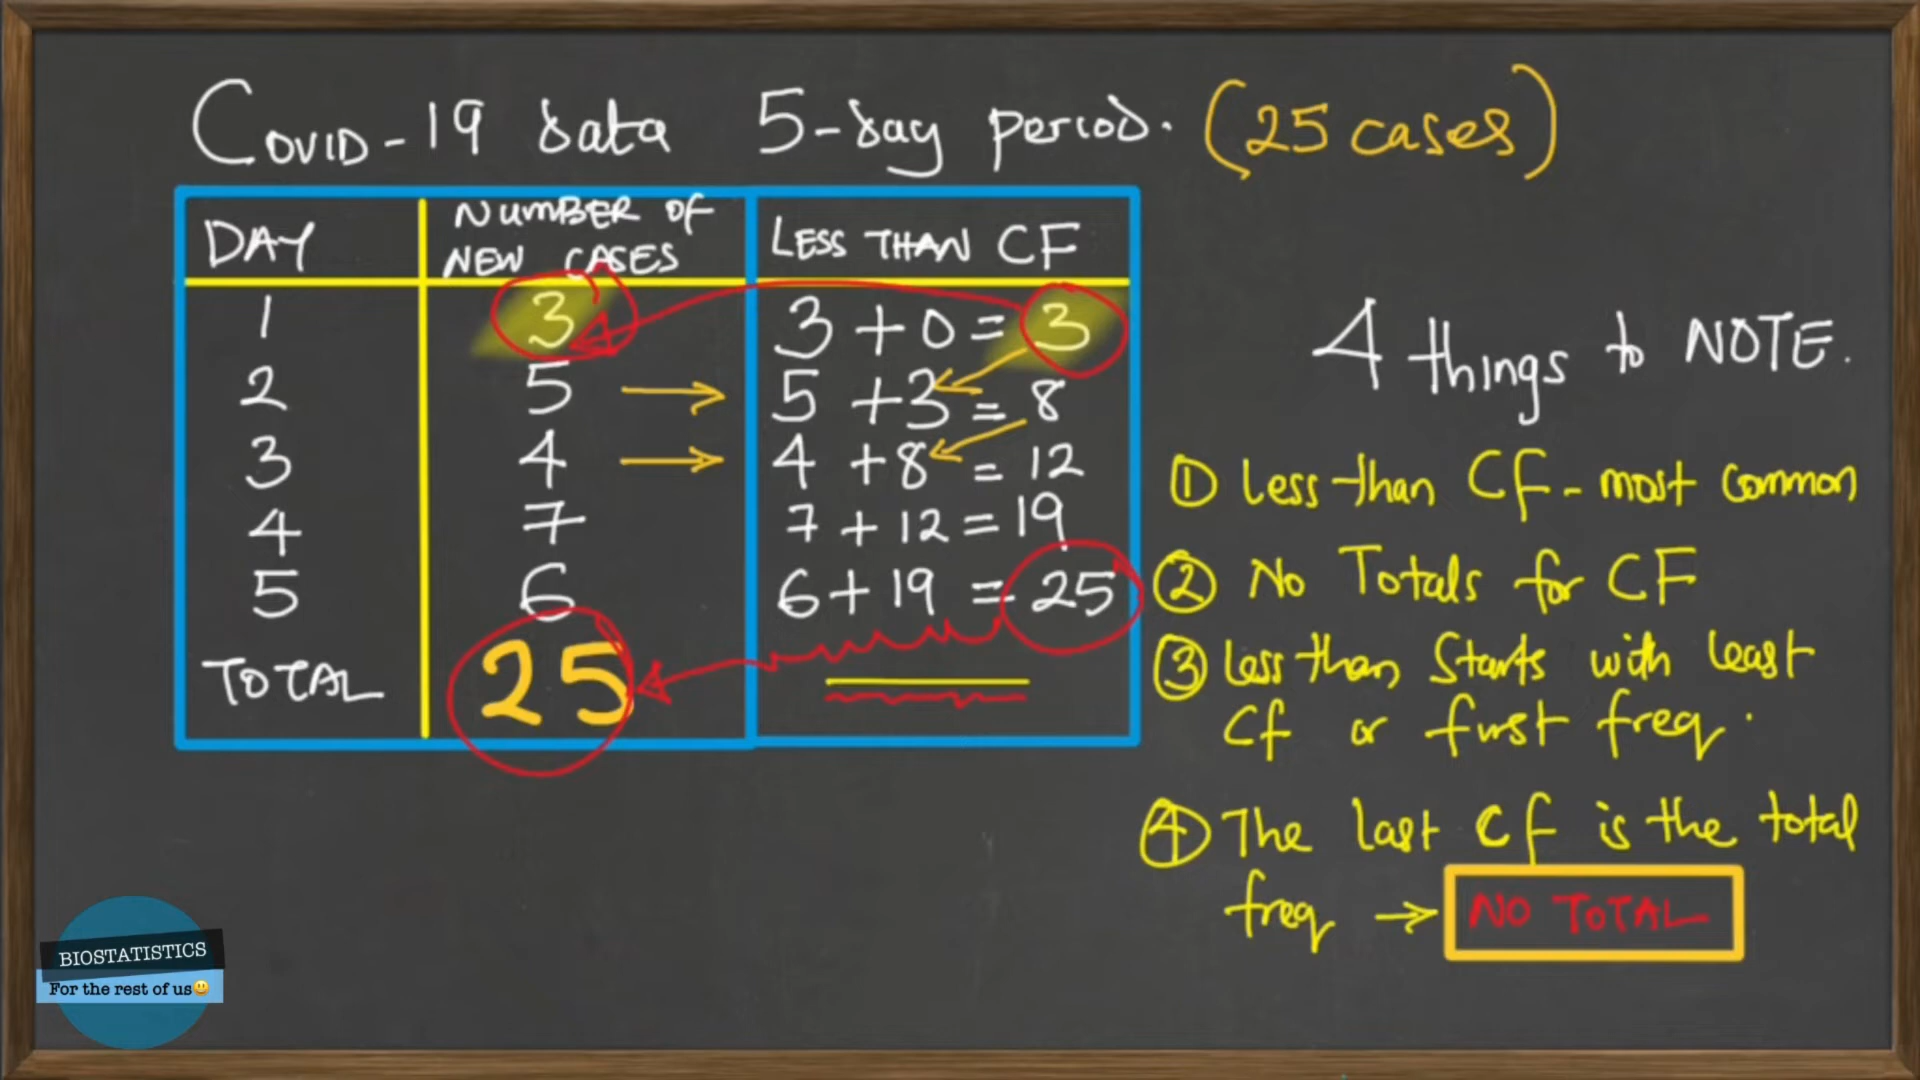 Covid-19 data 5-day period. (25 cases)
DAY NUMBER OF NEW CASES LESS THAN CF
1 3 3 + 0 = 3
2 5 5 + 3 = 8
3 4 4 + 8 = 12
4 7 7 + 12 = 19
5 6 6 + 19 = 25
TOTAL 25
4 things to NOTE.
① Less than CF - most common
② No Totals for CF
③ Less than Starts with least
Cf or first freq.
④ The last CF is the total
freq → NO TOTAL
BIOSTATISTICS
For the rest of us😃